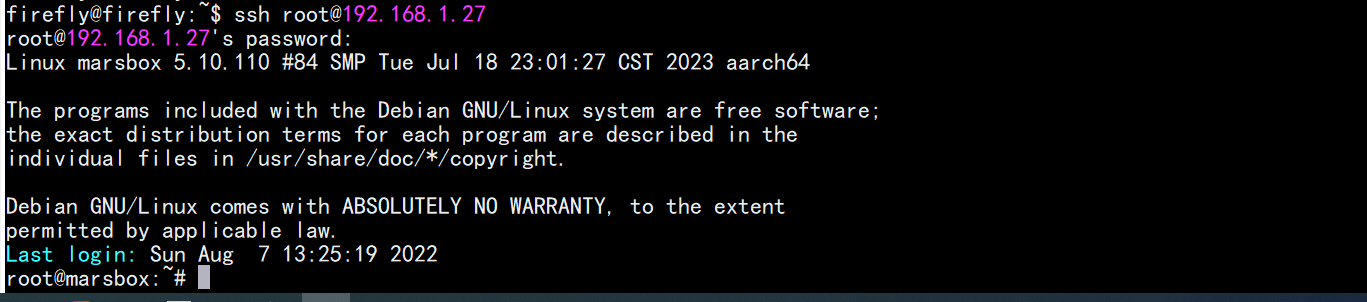 firefly@firefly:~$ ssh root@192.168.1.27
root@192.168.1.27's password:
Linux marsbox 5.10.110 #84 SMP Tue Jul 18 23:01:27 CST 2023 aarch64
The programs included with the Debian GNU/Linux system are free software;
the exact distribution terms for each program are described in the
individual files in /usr/share/doc/*/copyright.
Debian GNU/Linux comes with ABSOLUTELY NO WARRANTY, to the extent
permitted by applicable law.
Last login: Sun Aug  7 13:25:19 2022
root@marsbox:~#